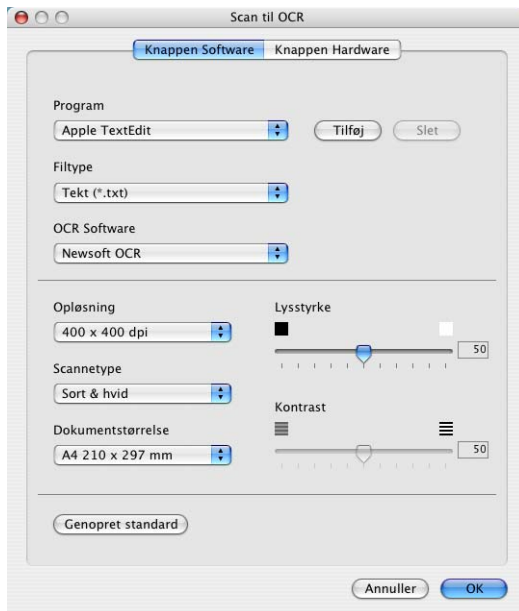 Scan til OCR
Knappen Software Knappen Hardware
Program
Apple TextEdit Tilføj Slet
Filtype
Tekt (*.txt)
OCR Software
Newsoft OCR
Opløsning Lysstyrke
400 x 400 dpi 50
Scannetype
Sort & hvid
Kontrast
Dokumentstørrelse
A4 210 x 297 mm 50
Genopret standard
Annuller OK